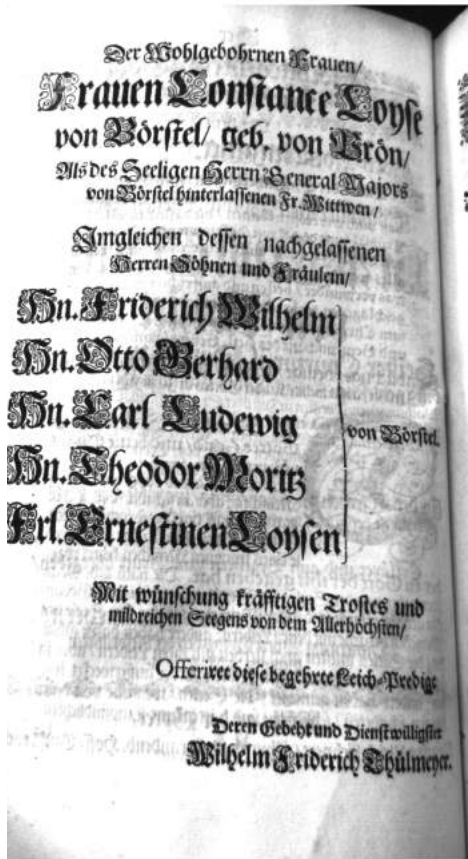 Der Wohlgebohrnen Frauen/
Frauen Constance Loyse
von Börstel/ geb. von Brön/
Als des Seeligen Herrn General Majors
von Börstel hinterlassenen Fr. Wittwen/
Imgleichen dessen nachgelassenen
Herren Söhnen und Fräulein/
Hn. Friderich Wilhelm
Hn. Otto Gerhard
Hn. Carl Ludewig
von Börstel.
Hn. Theodor Moritz
Frl. Ernestinen Loysen
Mit wünschung kräfftigen Trostes und
mildreichen Seegens von dem Allerhöchsten/
Offeriret diese begehrte Leich-Predigt
Deren Gebeht und Dienstwilligster
Wilhelm Friderich Thülmeyer.